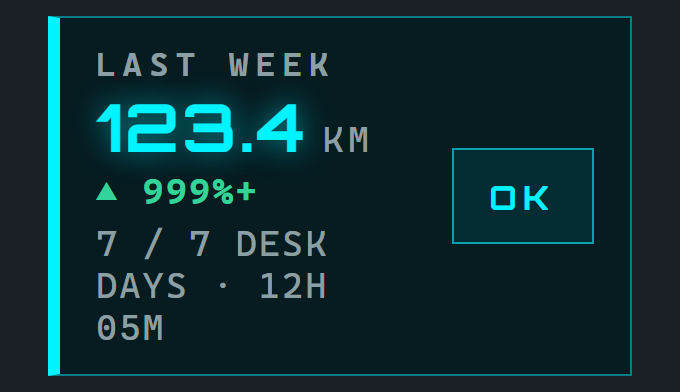 LAST WEEK
123.4 KM
▲ 999%+
7 / 7 DESK
DAYS · 12H
05M
OK